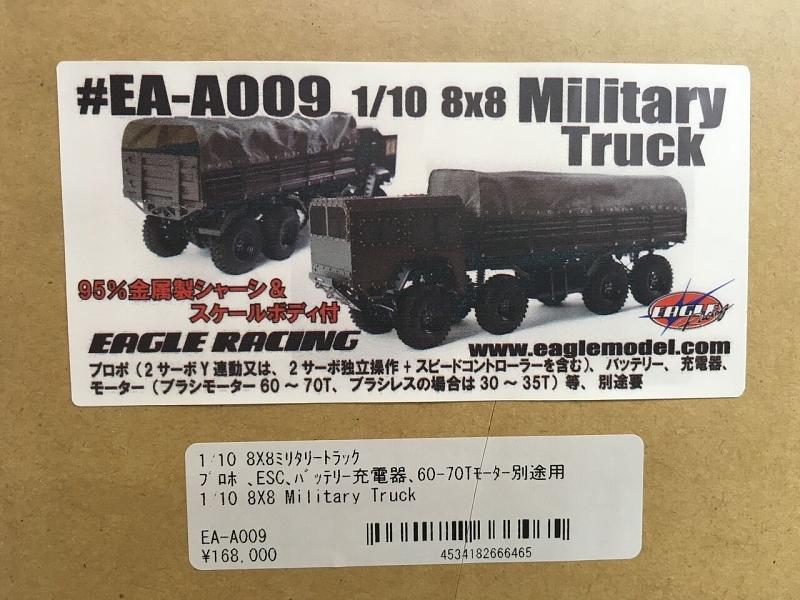 #EA-A009 1/10 8x8 Military
Truck
95%金属製シャーシ&
スケールボディ付
EAGLE RACING
EAGLE
Racing
www.eaglemodel.com
プロポ(2サーボY連動又は、2サーボ独立操作+スピードコントローラーを含む)、バッテリー、充電器、
モーター(ブラシモーター60~70T、ブラシレスの場合は30~35T)等、別途要
1/10 8X8ミリタリートラック
プロポ、ESC、バッテリー充電器、60-70Tモーター別途用
1/10 8X8 Military Truck
EA-A009
¥168,000
4534182666465